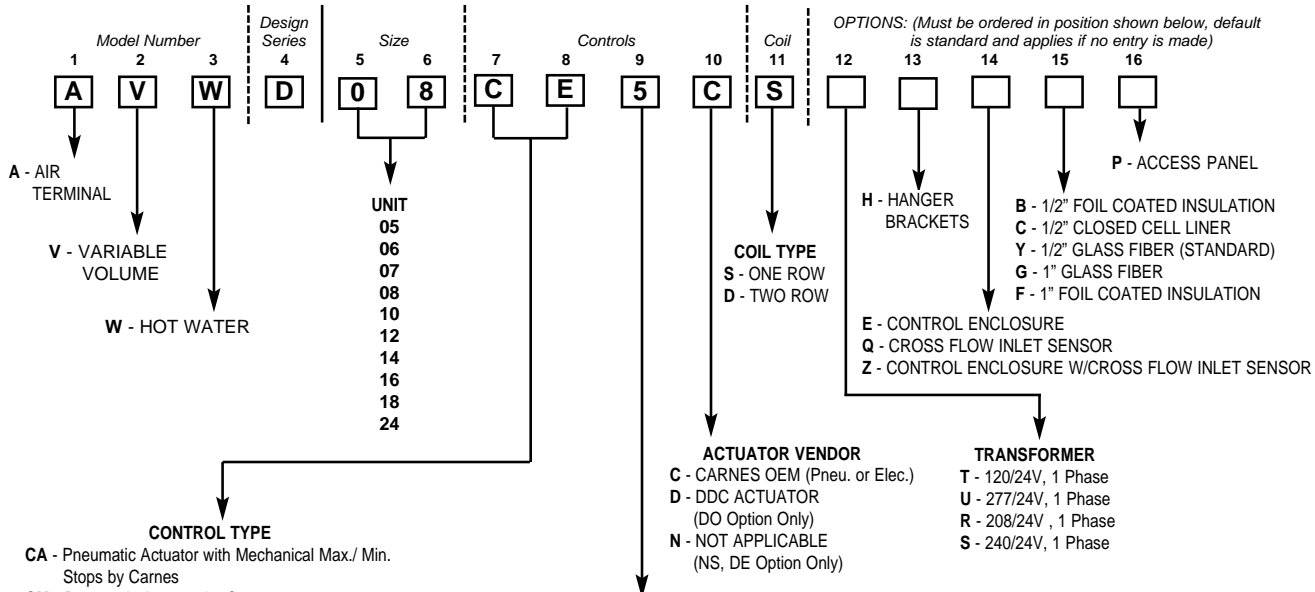 Model Number
Design
Series
Size
Controls
Coil
OPTIONS: (Must be ordered in position shown below, default
is standard and applies if no entry is made)
1 2 3 4 5 6 7 8 9 10 11 12 13 14 15 16
A V W D 0 8 C E 5 C S
A - AIR
TERMINAL
V - VARIABLE
VOLUME
W - HOT WATER
UNIT
05
06
07
08
10
12
14
16
18
24
COIL TYPE
S - ONE ROW
D - TWO ROW
H - HANGER
BRACKETS
P - ACCESS PANEL
B - 1/2" FOIL COATED INSULATION
C - 1/2" CLOSED CELL LINER
Y - 1/2" GLASS FIBER (STANDARD)
G - 1" GLASS FIBER
F - 1" FOIL COATED INSULATION
E - CONTROL ENCLOSURE
Q - CROSS FLOW INLET SENSOR
Z - CONTROL ENCLOSURE W/CROSS FLOW INLET SENSOR
ACTUATOR VENDOR
C - CARNES OEM (Pneu. or Elec.)
D - DDC ACTUATOR
(DO Option Only)
N - NOT APPLICABLE
(NS, DE Option Only)
TRANSFORMER
T - 120/24V, 1 Phase
U - 277/24V, 1 Phase
R - 208/24V , 1 Phase
S - 240/24V, 1 Phase
CONTROL TYPE
CA - Pneumatic Actuator with Mechanical Max./ Min.
Stops by Carnes